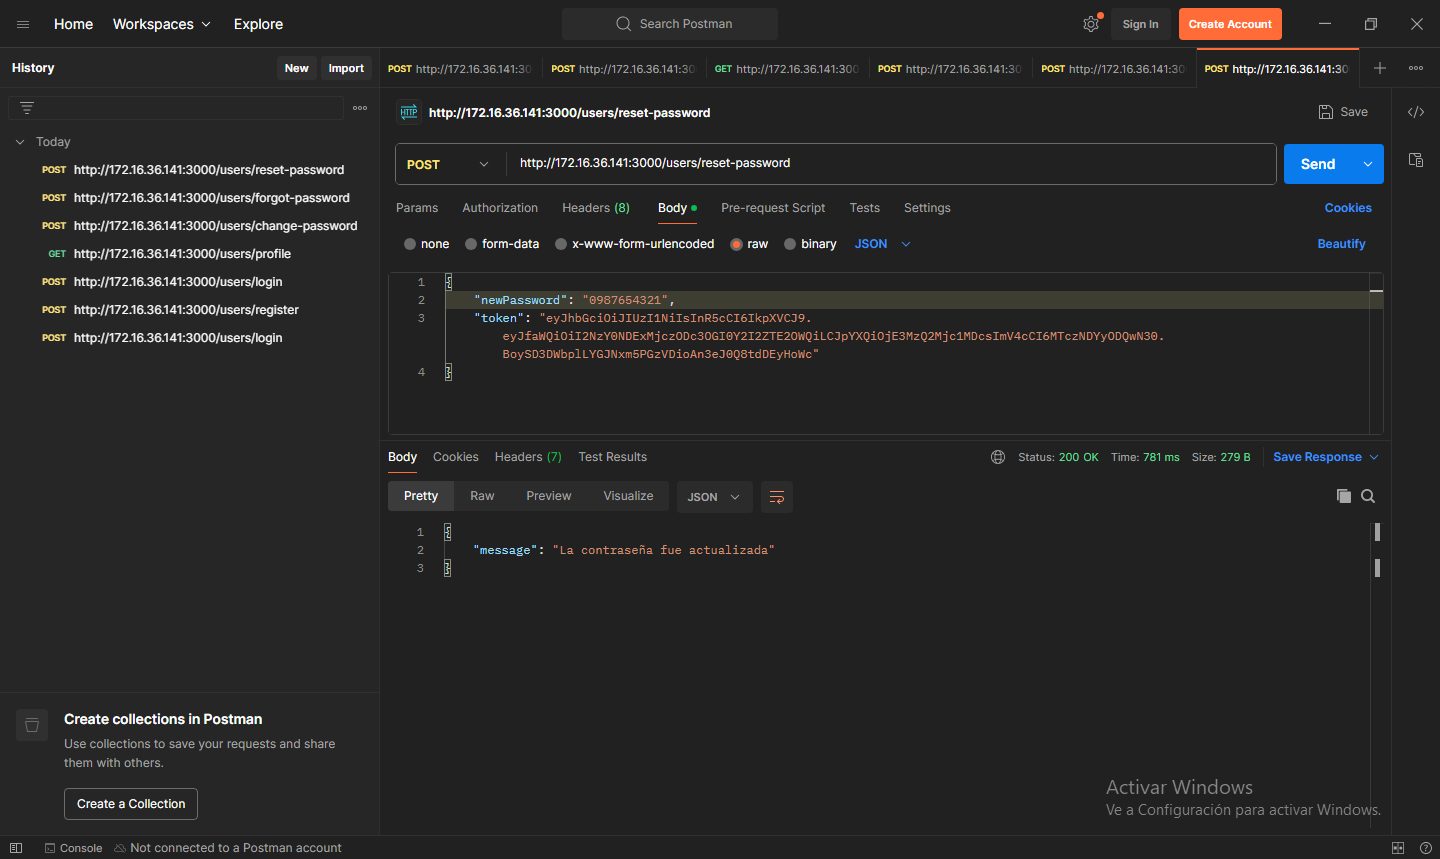 Home Workspaces Explore Search Postman Sign In Create Account
History New Import
POST http://172.16.36.141:30 POST http://172.16.36.141:30 GET http://172.16.36.141:300 POST http://172.16.36.141:30 POST http://172.16.36.141:30 POST http://172.16.36.141:30
Today
POST http://172.16.36.141:3000/users/reset-password
POST http://172.16.36.141:3000/users/forgot-password
POST http://172.16.36.141:3000/users/change-password
GET http://172.16.36.141:3000/users/profile
POST http://172.16.36.141:3000/users/login
POST http://172.16.36.141:3000/users/register
POST http://172.16.36.141:3000/users/login
Create collections in Postman
Use collections to save your requests and share
them with others.
Create a Collection
HTTP http://172.16.36.141:3000/users/reset-password Save
POST http://172.16.36.141:3000/users/reset-password Send
Params Authorization Headers (8) Body Pre-request Script Tests Settings Cookies
none form-data x-www-form-urlencoded raw binary JSON Beautify
1 {
2 "newPassword": "0987654321",
3 "token": "eyJhbGciOiJIUzI1NiIsInR5cCI6IkpXVCJ9.
eyJfaWQiOiI2NzY0NDExMjczODc3OGI0Y2I2ZTE2OWQiLCJpYXQiOjE3MzQ2Mjc1MDcsImV4cCI6MTczNDYyODQwN30.
BoySD3DWbplLYGJNxm5PGzVDioAn3eJ0Q8tdDEyHoWc"
4 }
Body Cookies Headers (7) Test Results Status: 200 OK Time: 781 ms Size: 279 B Save Response
Pretty Raw Preview Visualize JSON
1 {
2 "message": "La contraseña fue actualizada"
3 }
Activar Windows
Ve a Configuración para activar Windows.
Console Not connected to a Postman account